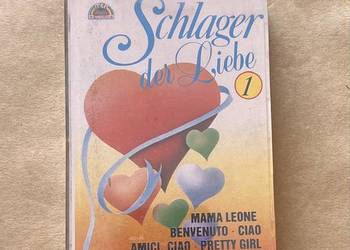 Schlager
der Liebe
1
MAMA LEONE
BENVENUTO · CIAO
AMICI, CIAO · PRETTY GIRL